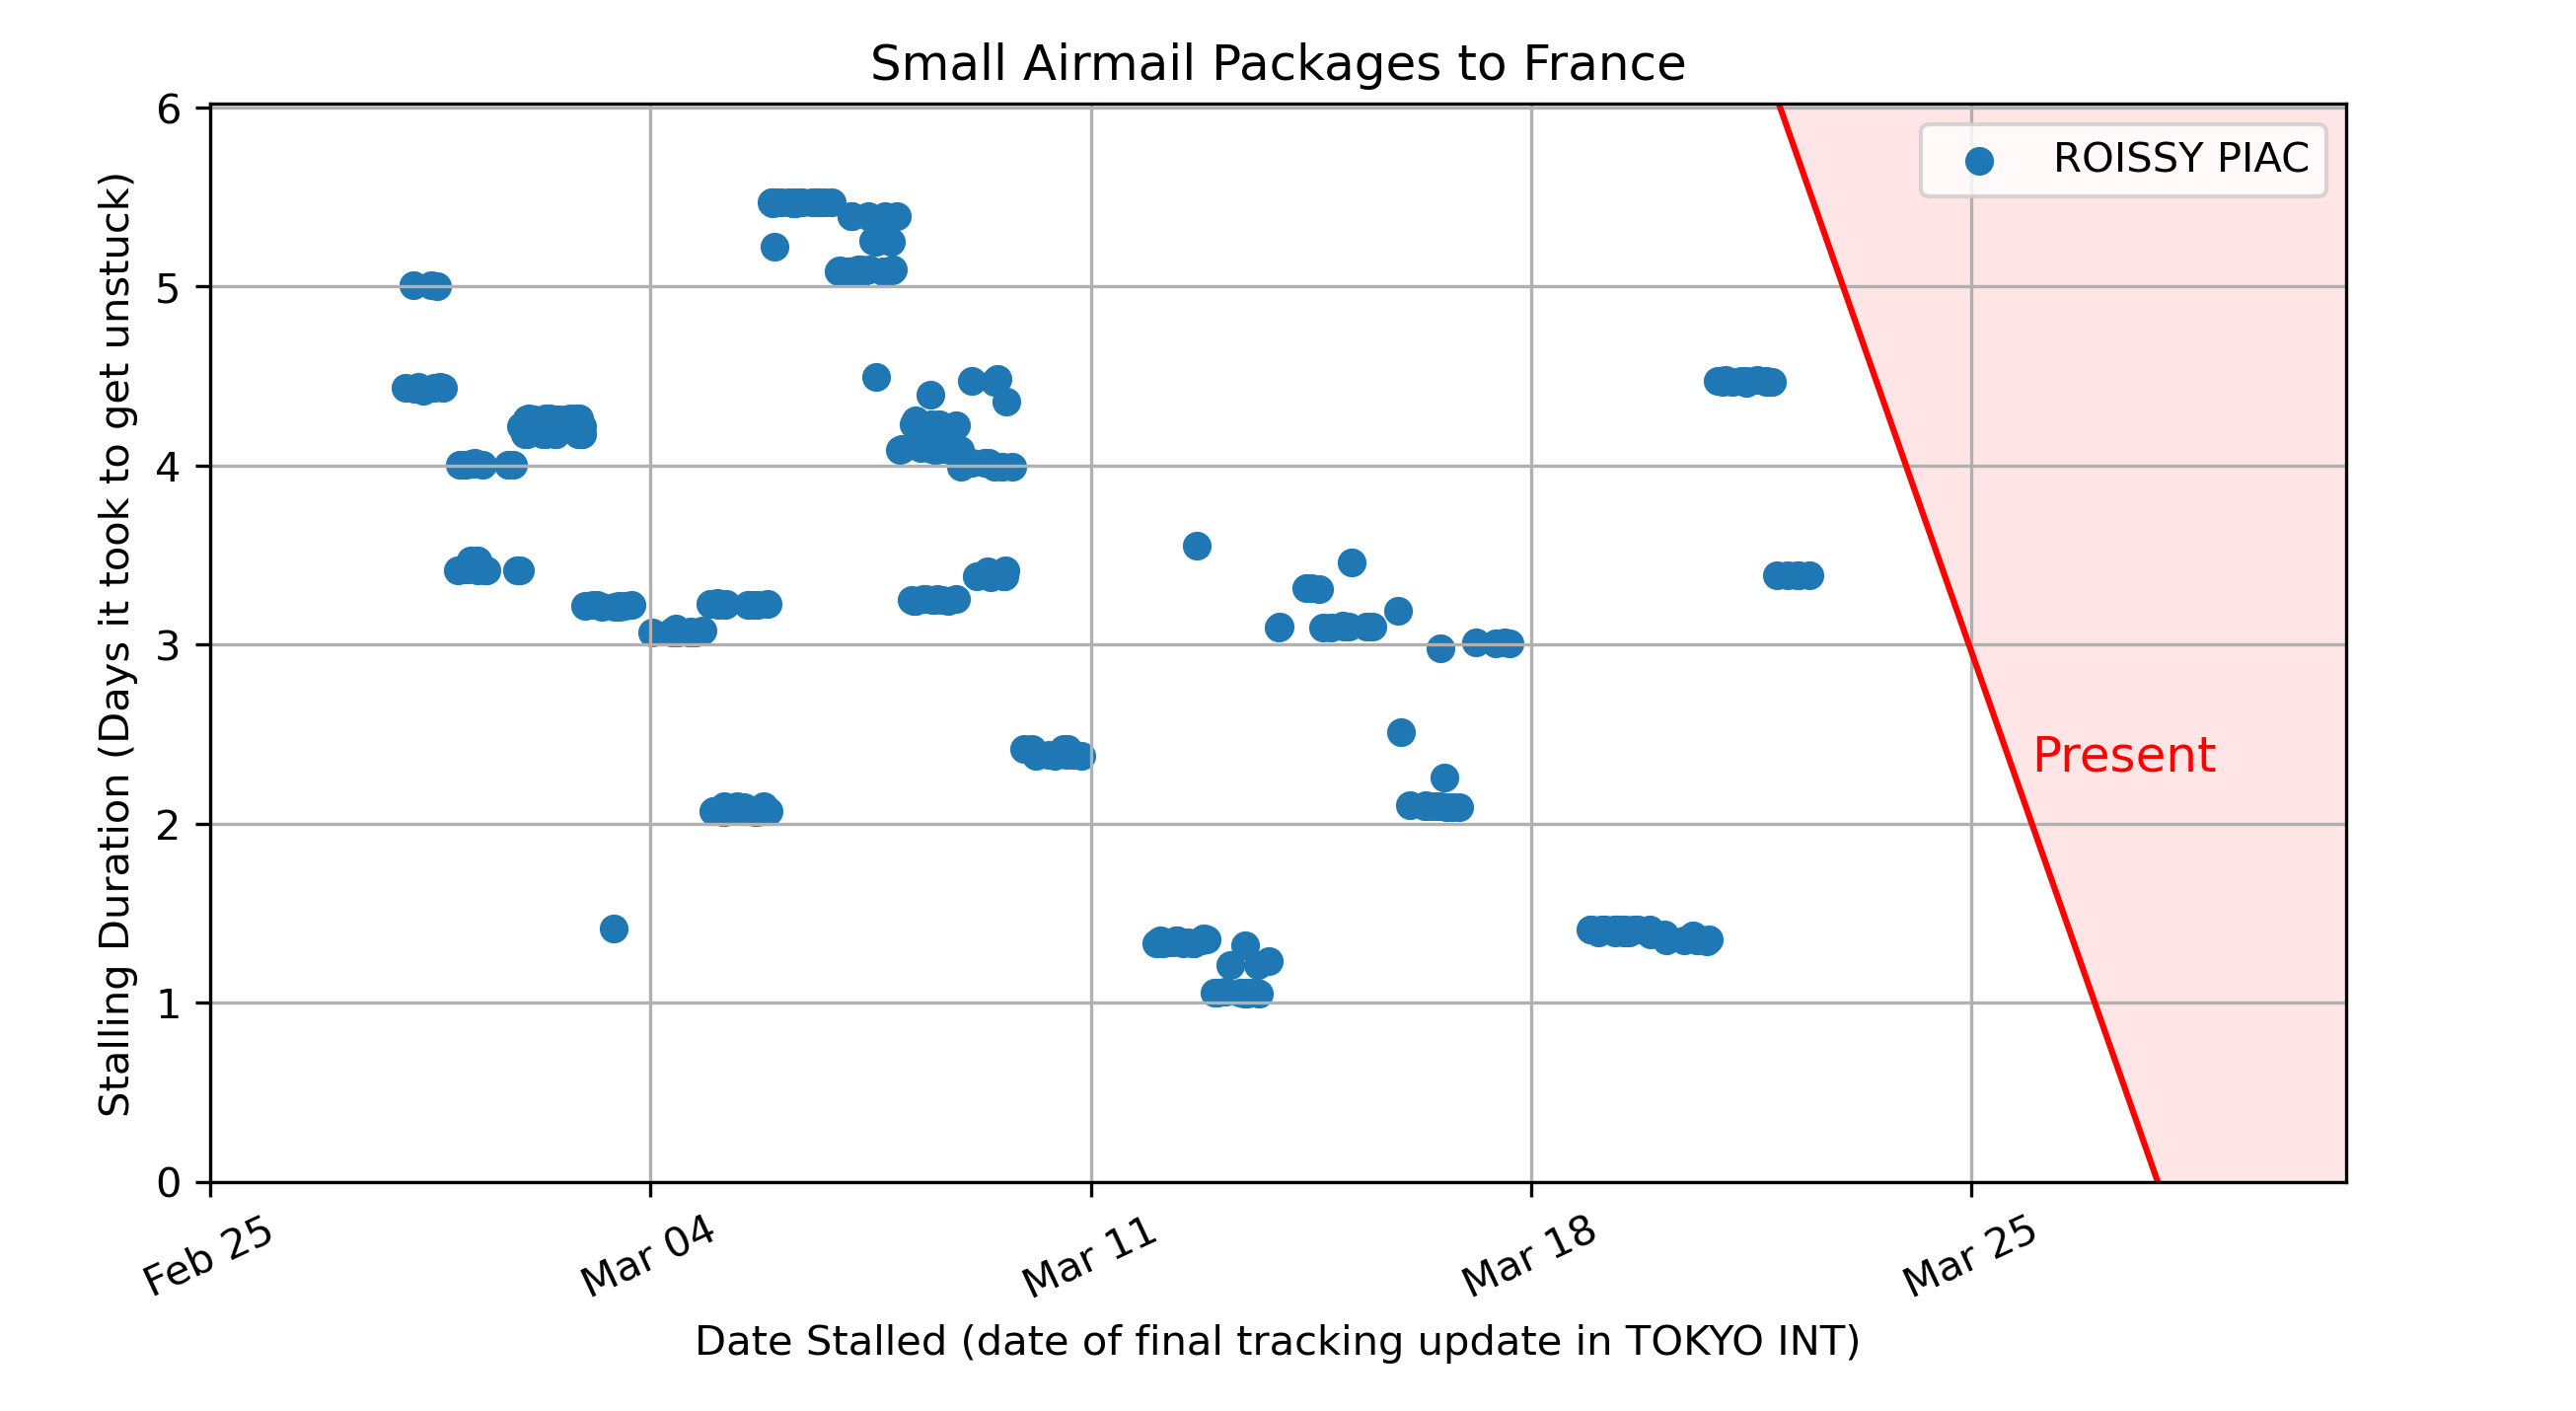 Small Airmail Packages to France
Stalling Duration (Days it took to get unstuck)
6
5
4
3
2
1
0
ROISSY PIAC
Present
Feb 25
Mar 04
Mar 11
Mar 18
Mar 25
Date Stalled (date of final tracking update in TOKYO INT)